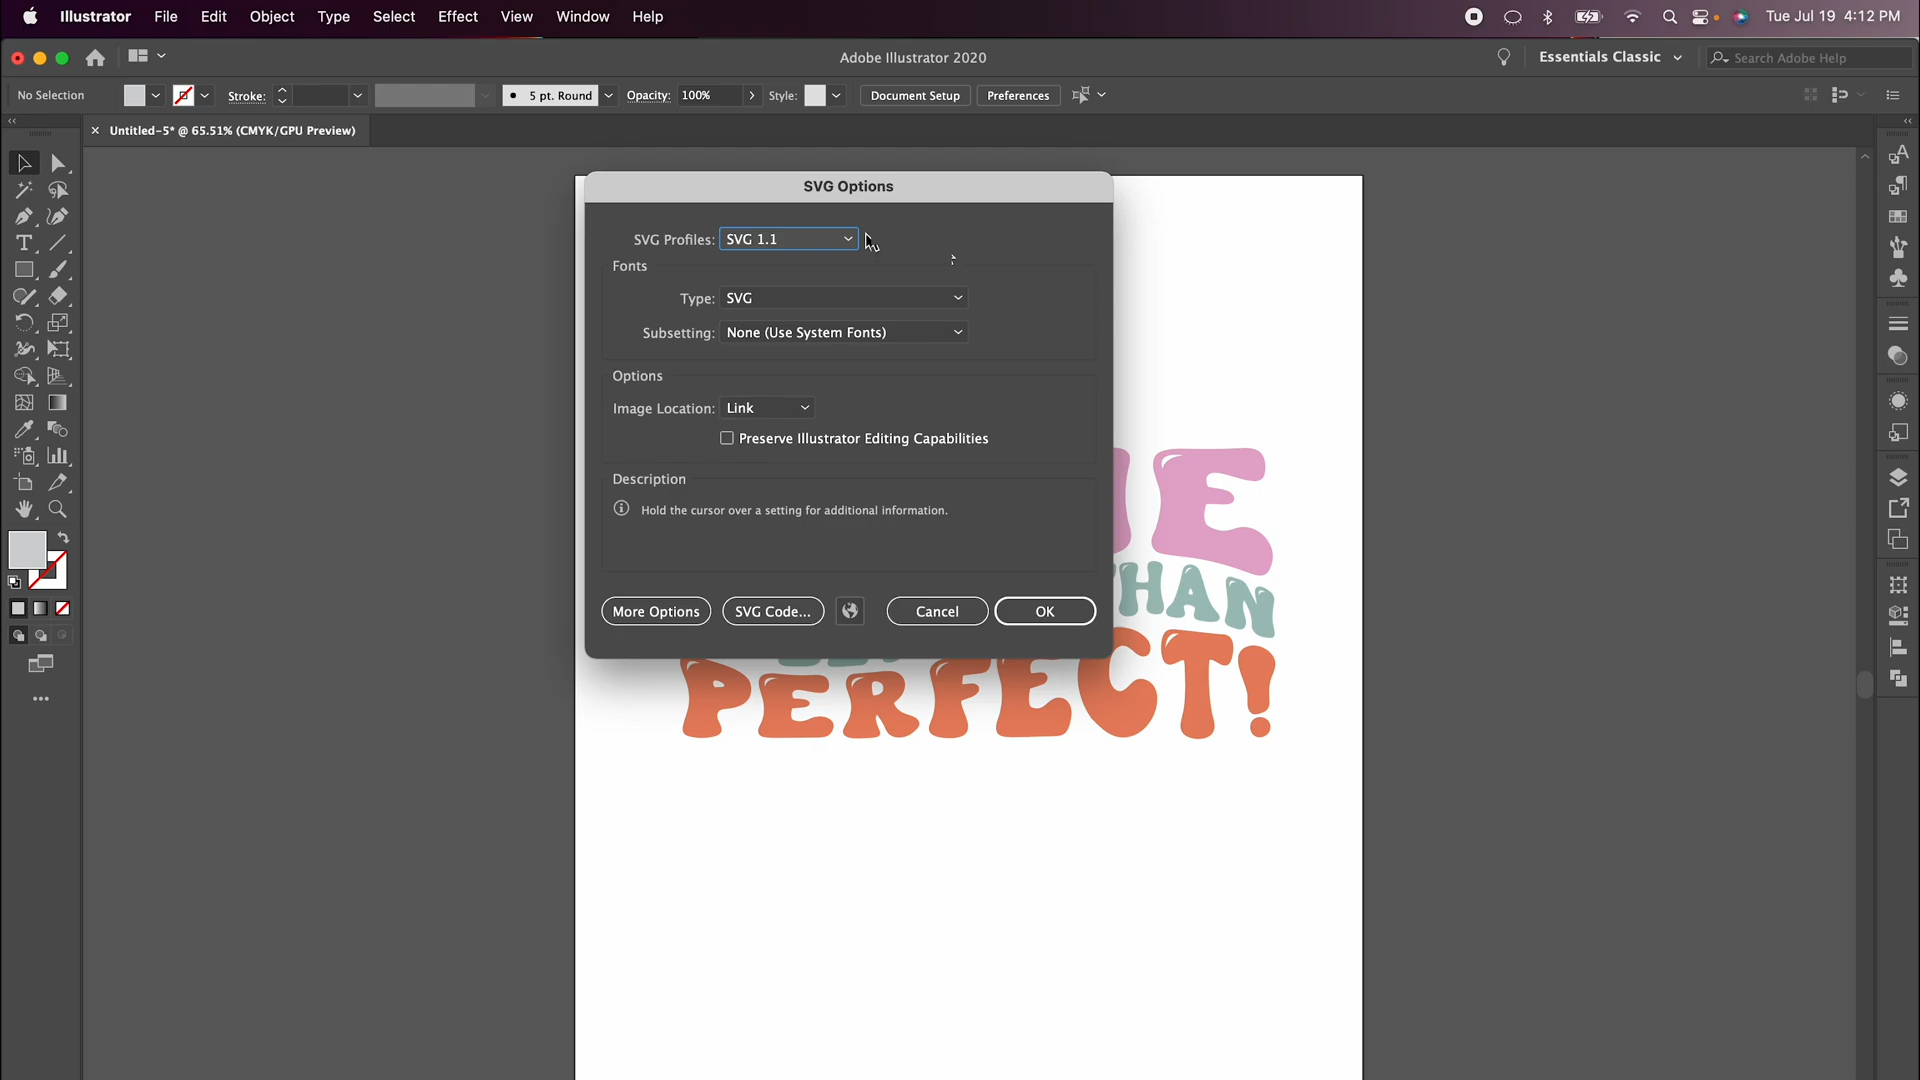 Illustrator File Edit Object Type Select Effect View Window Help Tue Jul 19 4:12 PM
Adobe Illustrator 2020 Essentials Classic Search Adobe Help
No Selection Stroke: 5 pt. Round Opacity: 100% Style: Document Setup Preferences
× Untitled-5* @ 65.51% (CMYK/GPU Preview)
SVG Options
SVG Profiles: SVG 1.1
Fonts
Type: SVG
Subsetting: None (Use System Fonts)
Options
Image Location: Link
Preserve Illustrator Editing Capabilities
Description
Hold the cursor over a setting for additional information.
More Options SVG Code... Cancel OK
E
HAN
PERFECT!